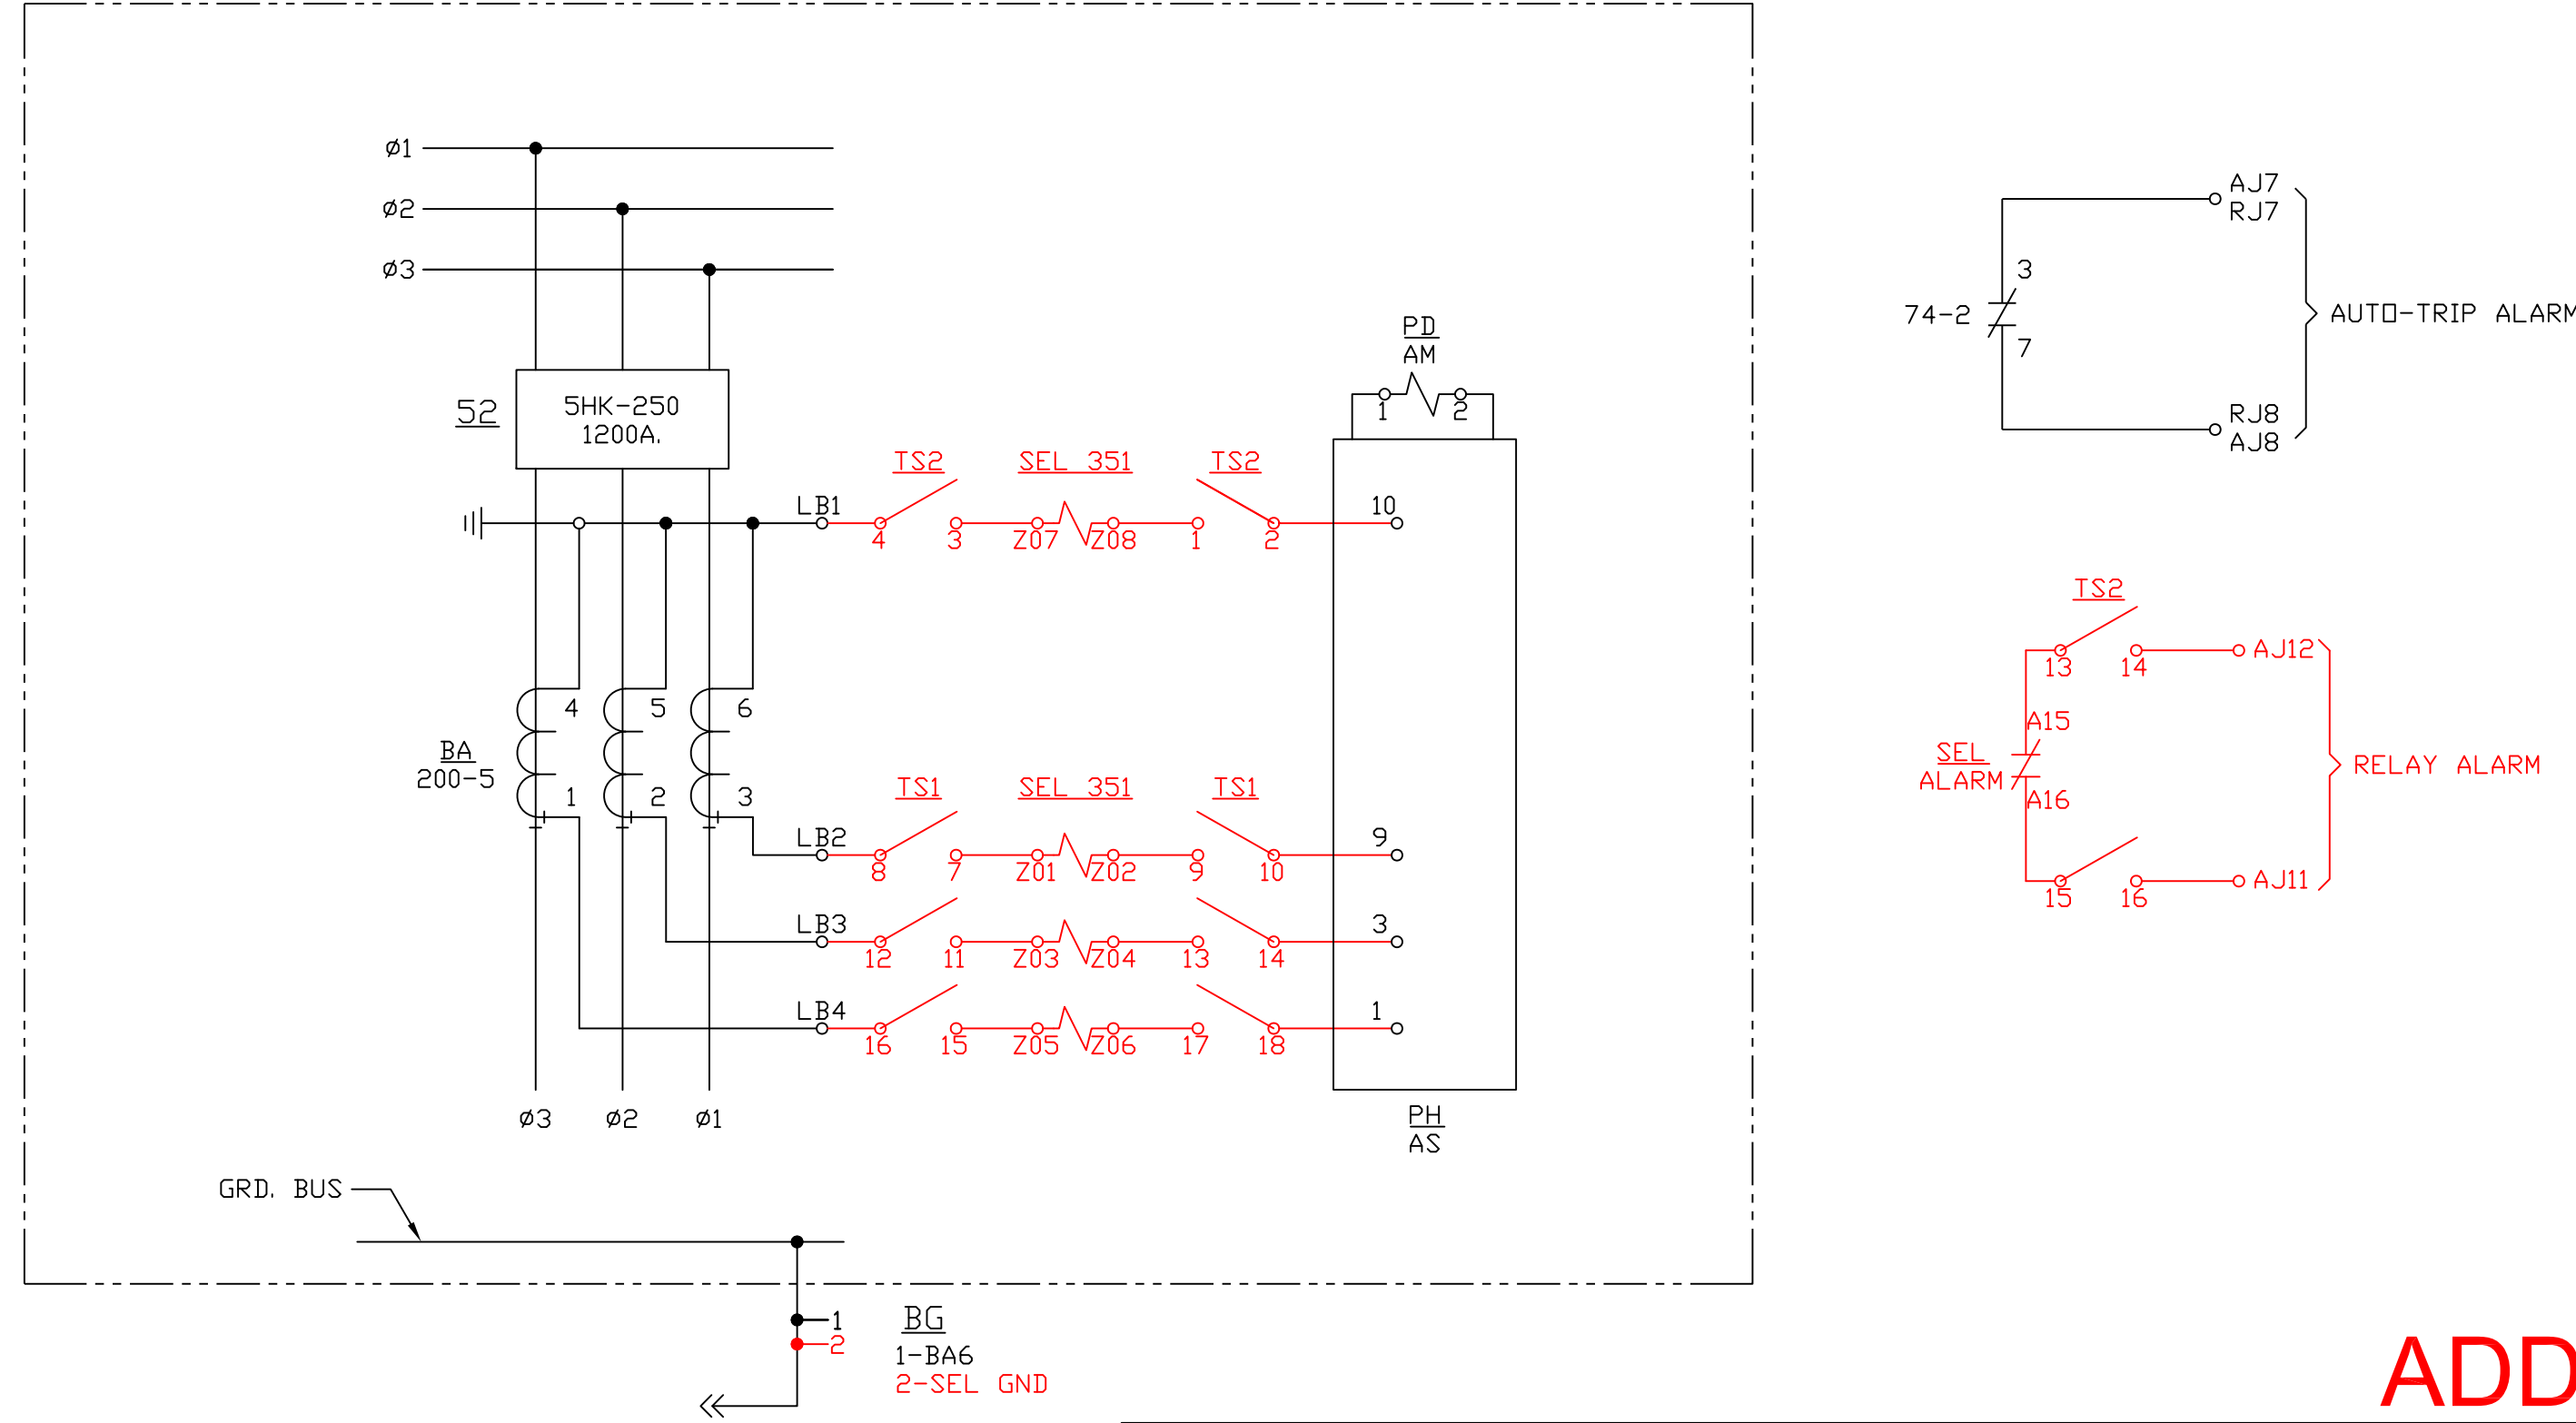 ø1
ø2
ø3
52
5HK-250
1200A.
PD
AM
1 2
TS2 SEL 351 TS2
LB1
4 3 Z07 Z08 1 2
10
4 5 6
BA
200-5
1 2 3
TS1 SEL 351 TS1
LB2
8 7 Z01 Z02 9 10
9
LB3
12 11 Z03 Z04 13 14
3
LB4
16 15 Z05 Z06 17 18
1
ø3 ø2 ø1
PH
AS
GRD. BUS
1
2
BG
1-BA6
2-SEL GND
AJ7
RJ7
3
74-2
7
AUTO-TRIP ALARM
RJ8
AJ8
TS2
13 14
AJ12
A15
SEL
ALARM
A16
RELAY ALARM
15 16
AJ11
ADD